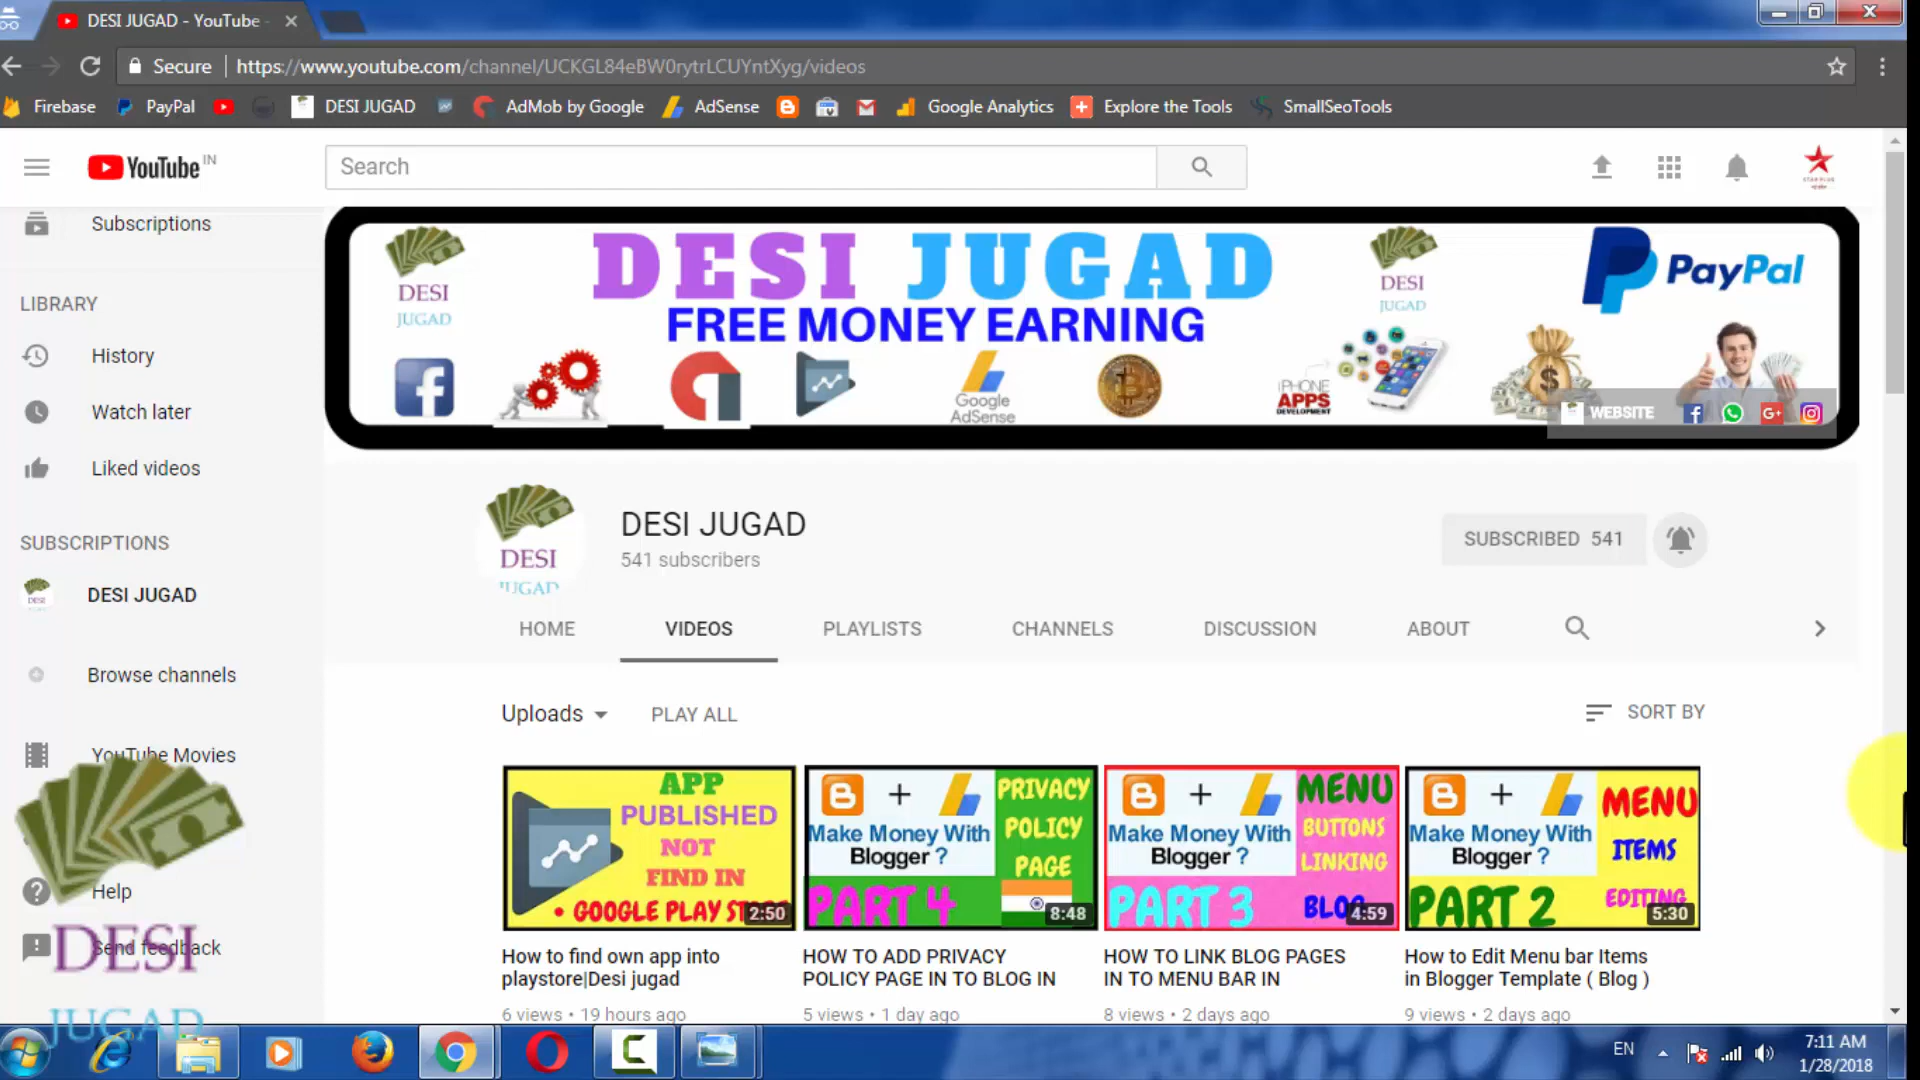 DESI JUGAD - YouTube
Secure
https://www.youtube.com/channel/UCKGL84eBW0rytrLCUYntXyg/videos
Firebase
PayPal
DESI JUGAD
AdMob by Google
AdSense
Google Analytics
Explore the Tools
SmallSeoTools
YouTube IN
Search
STAR PLUS
Subscriptions
LIBRARY
History
Watch later
Liked videos
SUBSCRIPTIONS
DESI JUGAD
Browse channels
YouTube Movies
Help
Send feedback
DESI
JUGAD
DESI JUGAD
FREE MONEY EARNING
DESI
JUGAD
DESI
JUGAD
PayPal
Google
AdSense
iPHONE
APPS
DEVELOPMENT
WEBSITE
DESI
JUGAD
DESI JUGAD
541 subscribers
SUBSCRIBED 541
HOME
VIDEOS
PLAYLISTS
CHANNELS
DISCUSSION
ABOUT
Uploads
PLAY ALL
SORT BY
APP
PUBLISHED
NOT
FIND IN
• GOOGLE PLAY
2:50
How to find own app into
playstore|Desi jugad
6 views • 19 hours ago
Make Money With
Blogger ?
PRIVACY
POLICY
PAGE
PART 4
8:48
HOW TO ADD PRIVACY
POLICY PAGE IN TO BLOG IN
5 views • 1 day ago
Make Money With
Blogger ?
MENU
BUTTONS
LINKING
PART 3
BLOG
4:59
HOW TO LINK BLOG PAGES
IN TO MENU BAR IN
8 views • 2 days ago
Make Money With
Blogger ?
MENU
ITEMS
EDITING
PART 2
5:30
How to Edit Menu bar Items
in Blogger Template ( Blog )
9 views • 2 days ago
EN
7:11 AM
1/28/2018